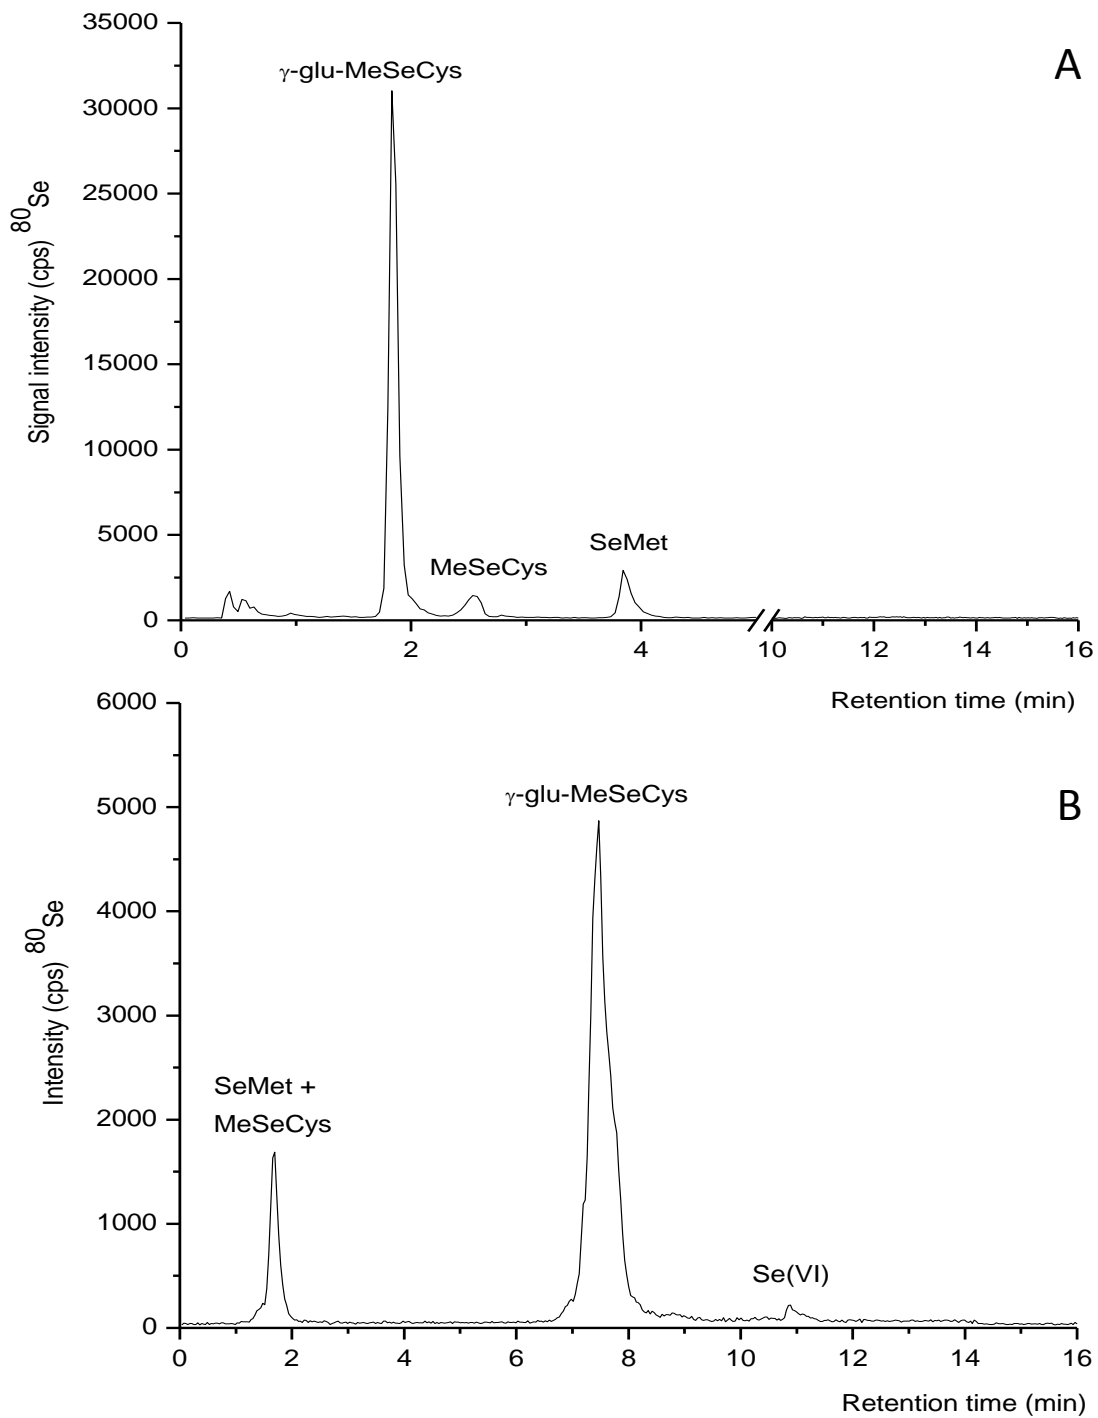 A
35000
30000
25000
20000
15000
10000
5000
0
Signal intensity (cps) 80Se
γ-glu-MeSeCys
MeSeCys
SeMet
0 2 4 10 12 14 16
Retention time (min)
B
6000
5000
4000
3000
2000
1000
0
Intensity (cps) 80Se
γ-glu-MeSeCys
SeMet +
MeSeCys
Se(VI)
0 2 4 6 8 10 12 14 16
Retention time (min)